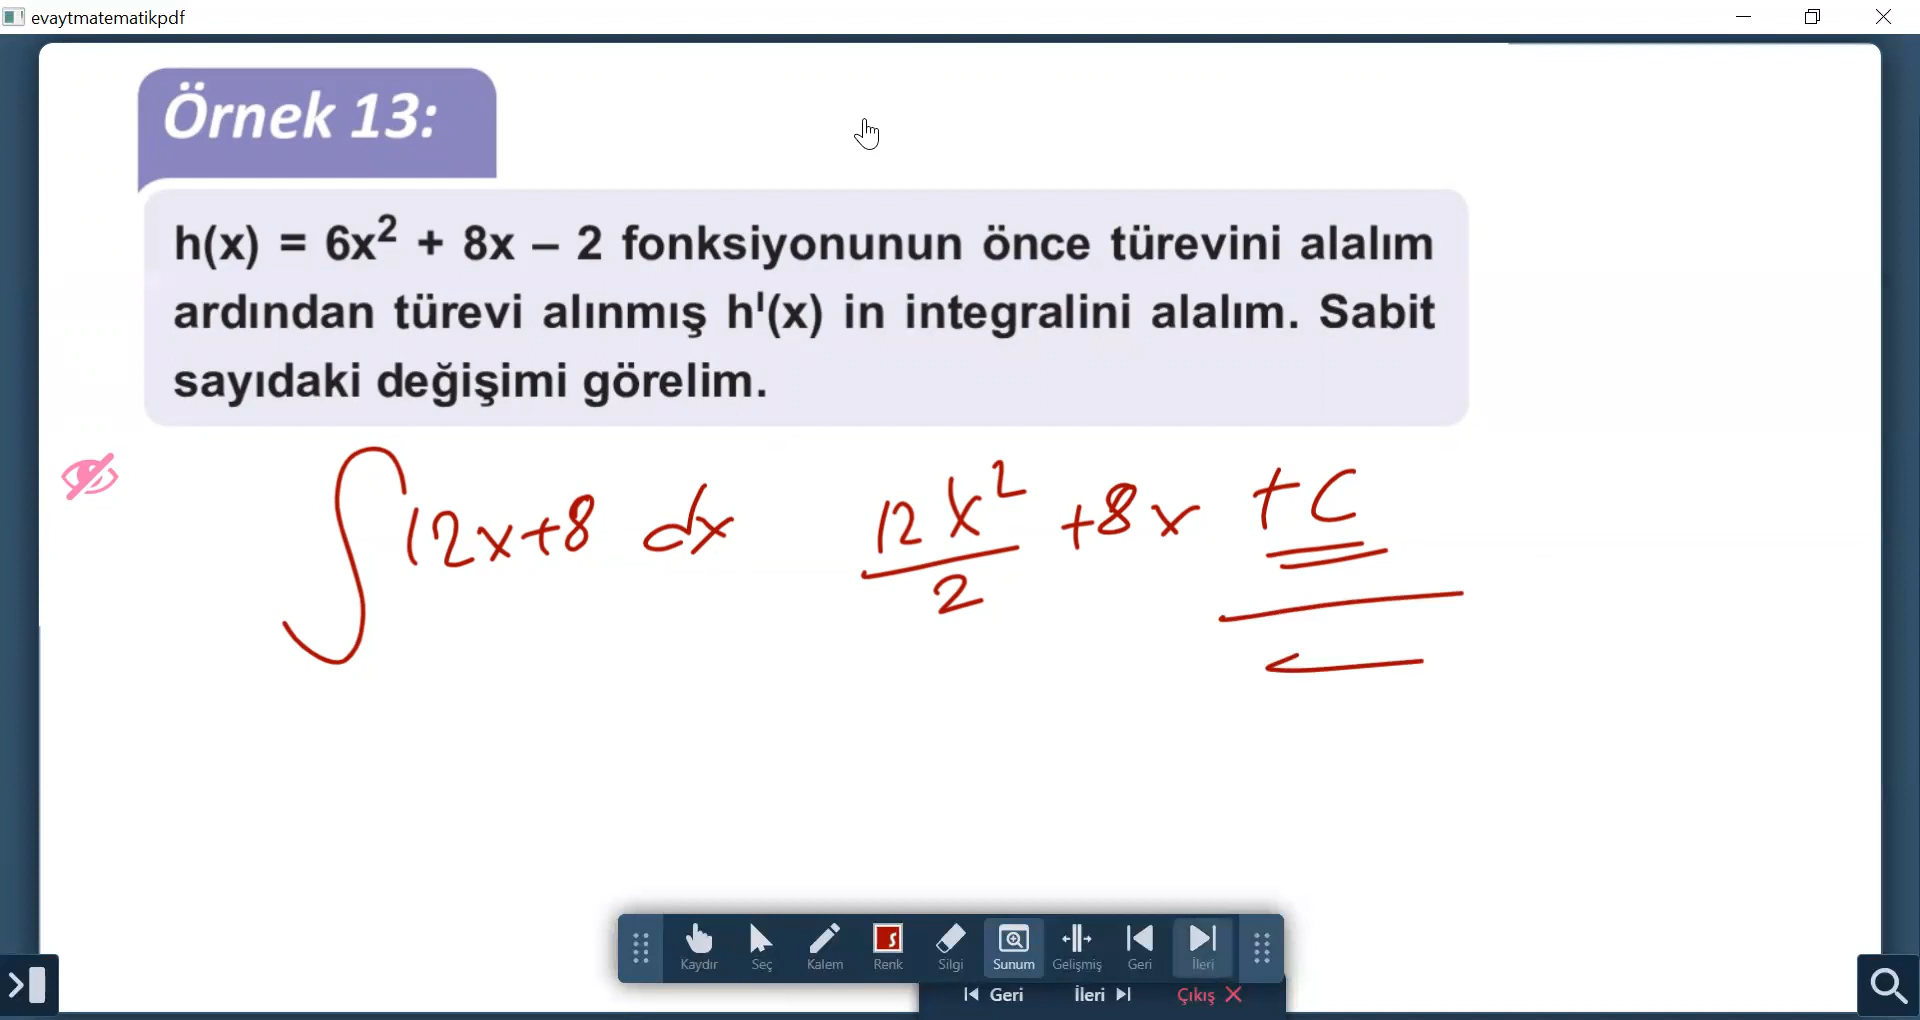 evaytmatematikpdf
Örnek 13:
h(x) = 6x² + 8x – 2 fonksiyonunun önce türevini alalım
ardından türevi alınmış h'(x) in integralini alalım. Sabit
sayıdaki değişimi görelim.
∫12x+8 dx 12x²/2 +8x +C
Kaydır Seç Kalem Renk Silgi Sunum Gelişmiş Geri İleri
Geri İleri Çıkış